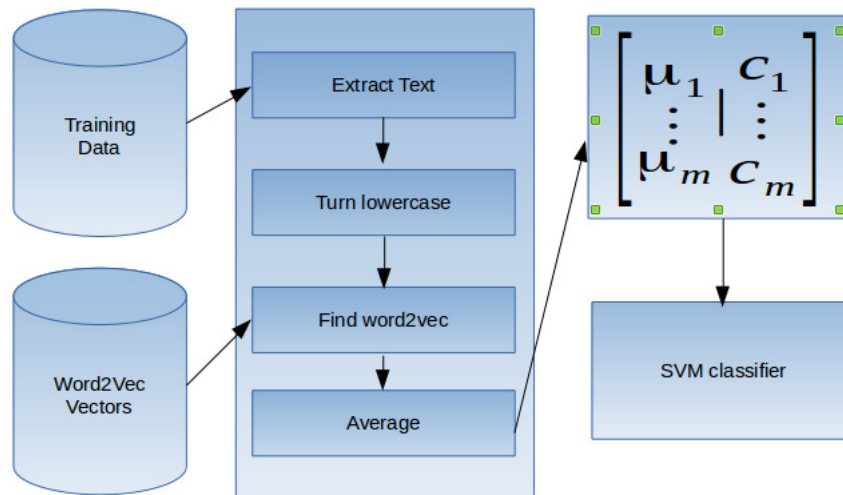 Training
Data
Word2Vec
Vectors
Extract Text
Turn lowercase
Find word2vec
Average
μ₁ | c₁
⋮ ⋮
μₘ cₘ
SVM classifier